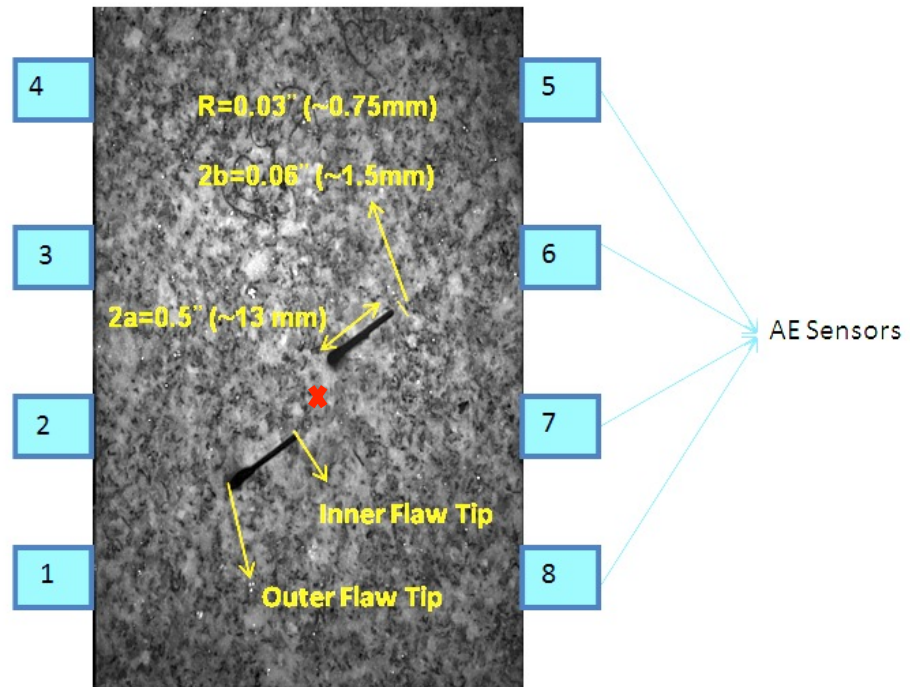 4
5
R=0.03" (~0.75mm)
2b=0.06" (~1.5mm)
3
6
2a=0.5" (~13 mm)
AE Sensors
2
7
Inner Flaw Tip
1
8
Outer Flaw Tip